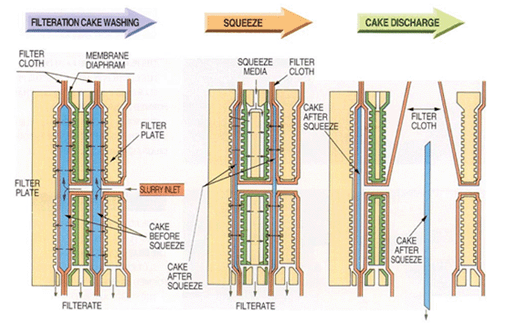 FILTERATION CAKE WASHING
SQUEEZE
CAKE DISCHARGE
FILTER
CLOTH
MEMBRANE
DIAPHRAM
FILTER
PLATE
FILTER
PLATE
SLURRY INLET
CAKE
BEFORE
SQUEEZE
FILTERATE
SQUEEZE
MEDIA
FILTER
CLOTH
CAKE
AFTER
SQUEEZE
FILTERATE
CAKE
AFTER
SQUEEZE
FILTER
CLOTH
CAKE
AFTER
SQUEEZE